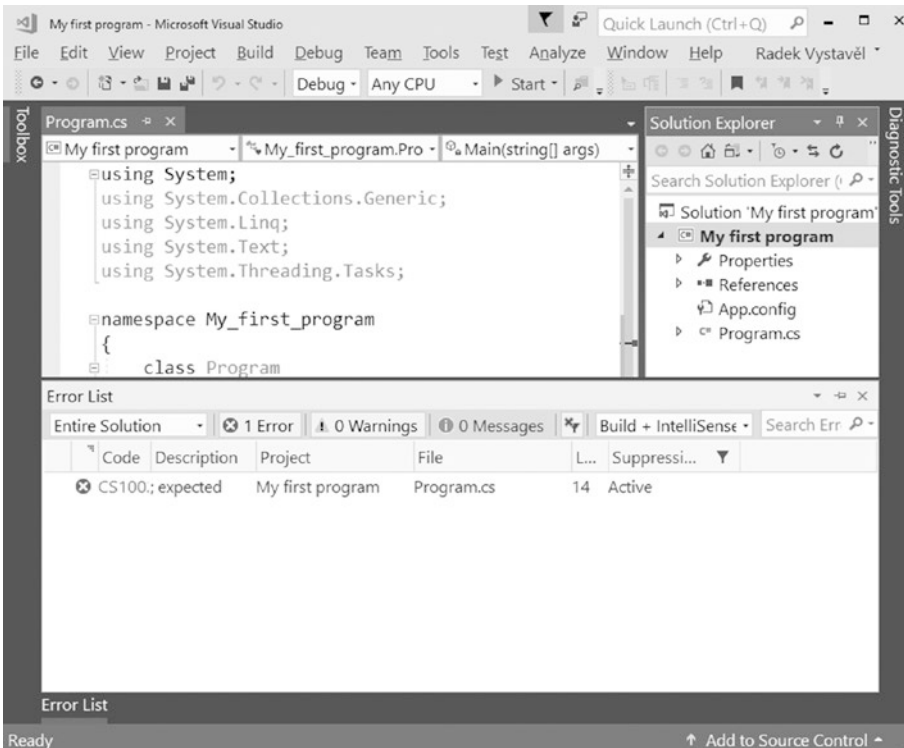 My first program - Microsoft Visual Studio
Quick Launch (Ctrl+Q)
File Edit View Project Build Debug Team Tools Test Analyze Window Help Radek Vystavěl
Debug Any CPU Start
Toolbox
Program.cs
My first program My_first_program.Pro Main(string[] args)
using System;
using System.Collections.Generic;
using System.Linq;
using System.Text;
using System.Threading.Tasks;
namespace My_first_program
{
class Program
Solution Explorer
Search Solution Explorer (
Solution 'My first program'
My first program
Properties
References
App.config
Program.cs
Diagnostic Tools
Error List
Entire Solution 1 Error 0 Warnings 0 Messages Build + IntelliSense Search Err
Code Description Project File L... Suppressi...
CS100. ; expected My first program Program.cs 14 Active
Error List
Ready Add to Source Control